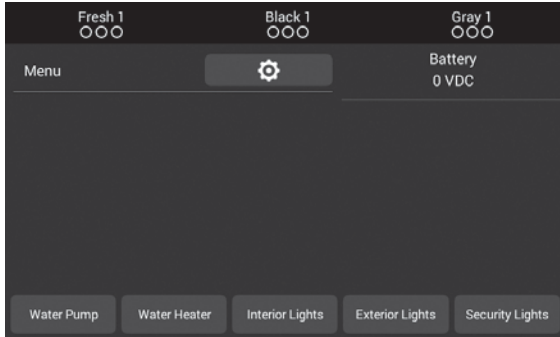 Fresh 1
Black 1
Gray 1
Menu
Battery
0 VDC
Water Pump
Water Heater
Interior Lights
Exterior Lights
Security Lights